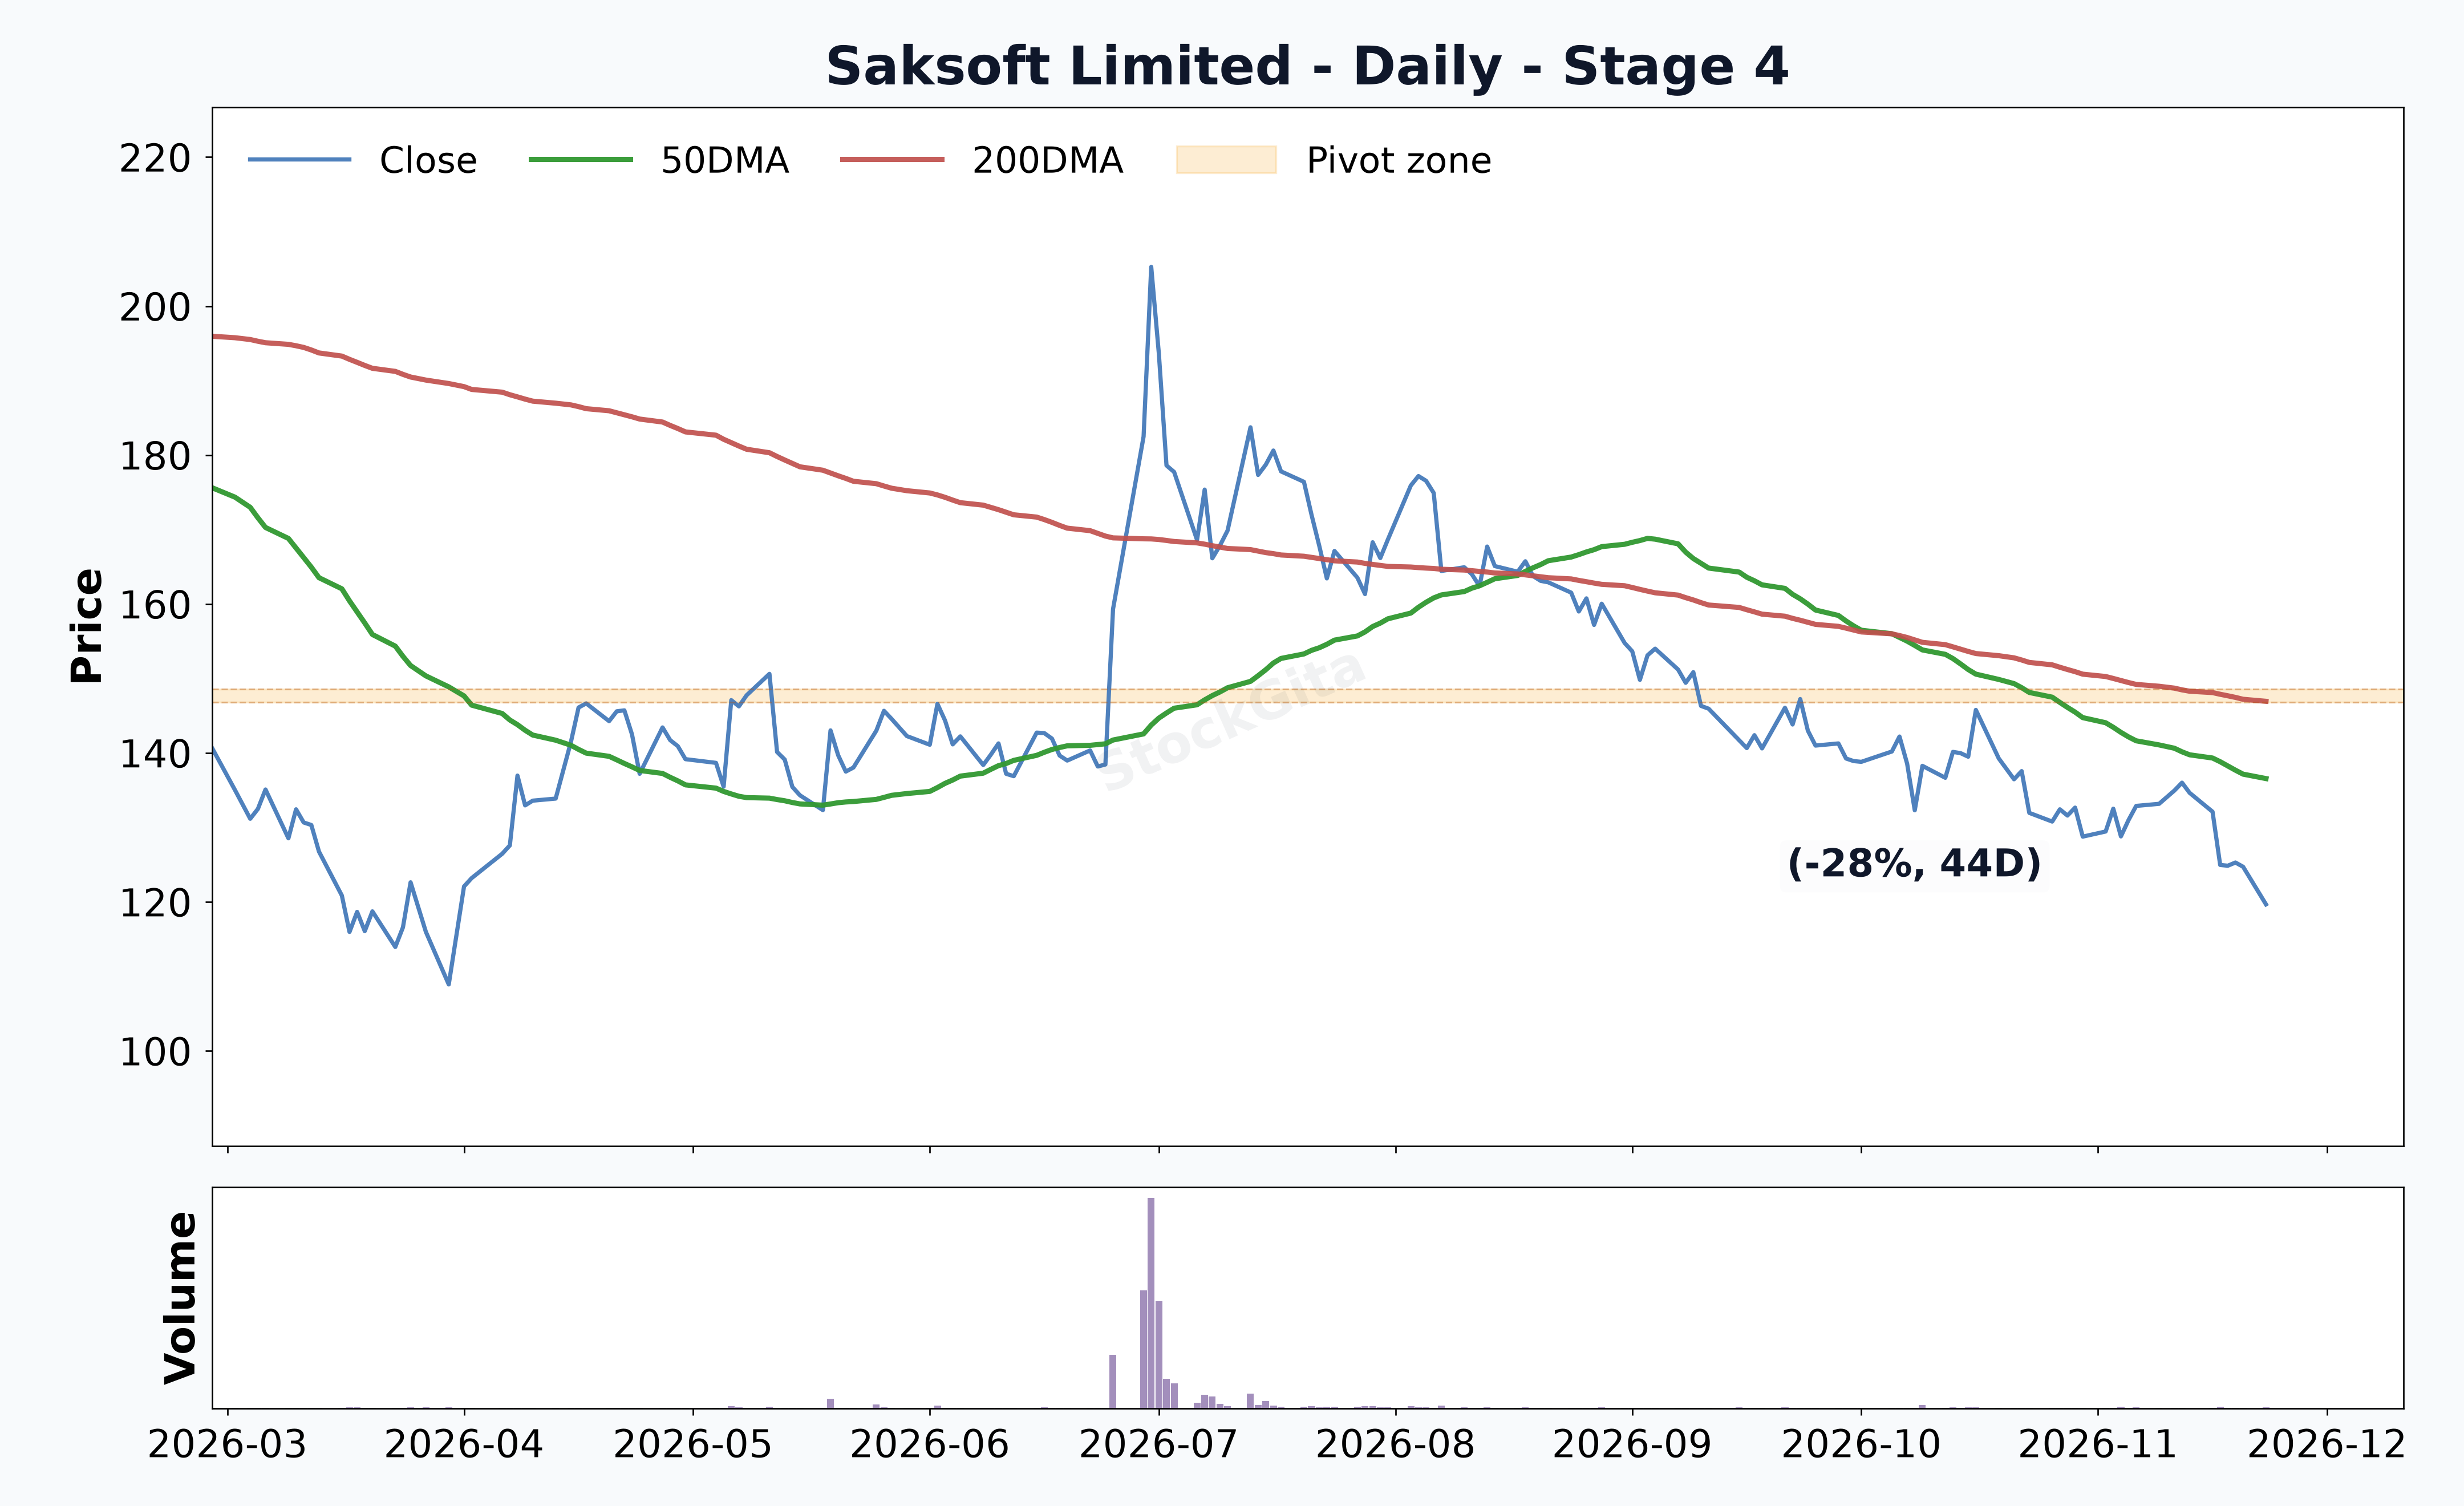 Saksoft Limited - Daily - Stage 4
Close 50DMA 200DMA Pivot zone
220
200
180
160
140
120
100
Price
StockGita
(-28%, 44D)
Volume
2026-03 2026-04 2026-05 2026-06 2026-07 2026-08 2026-09 2026-10 2026-11 2026-12